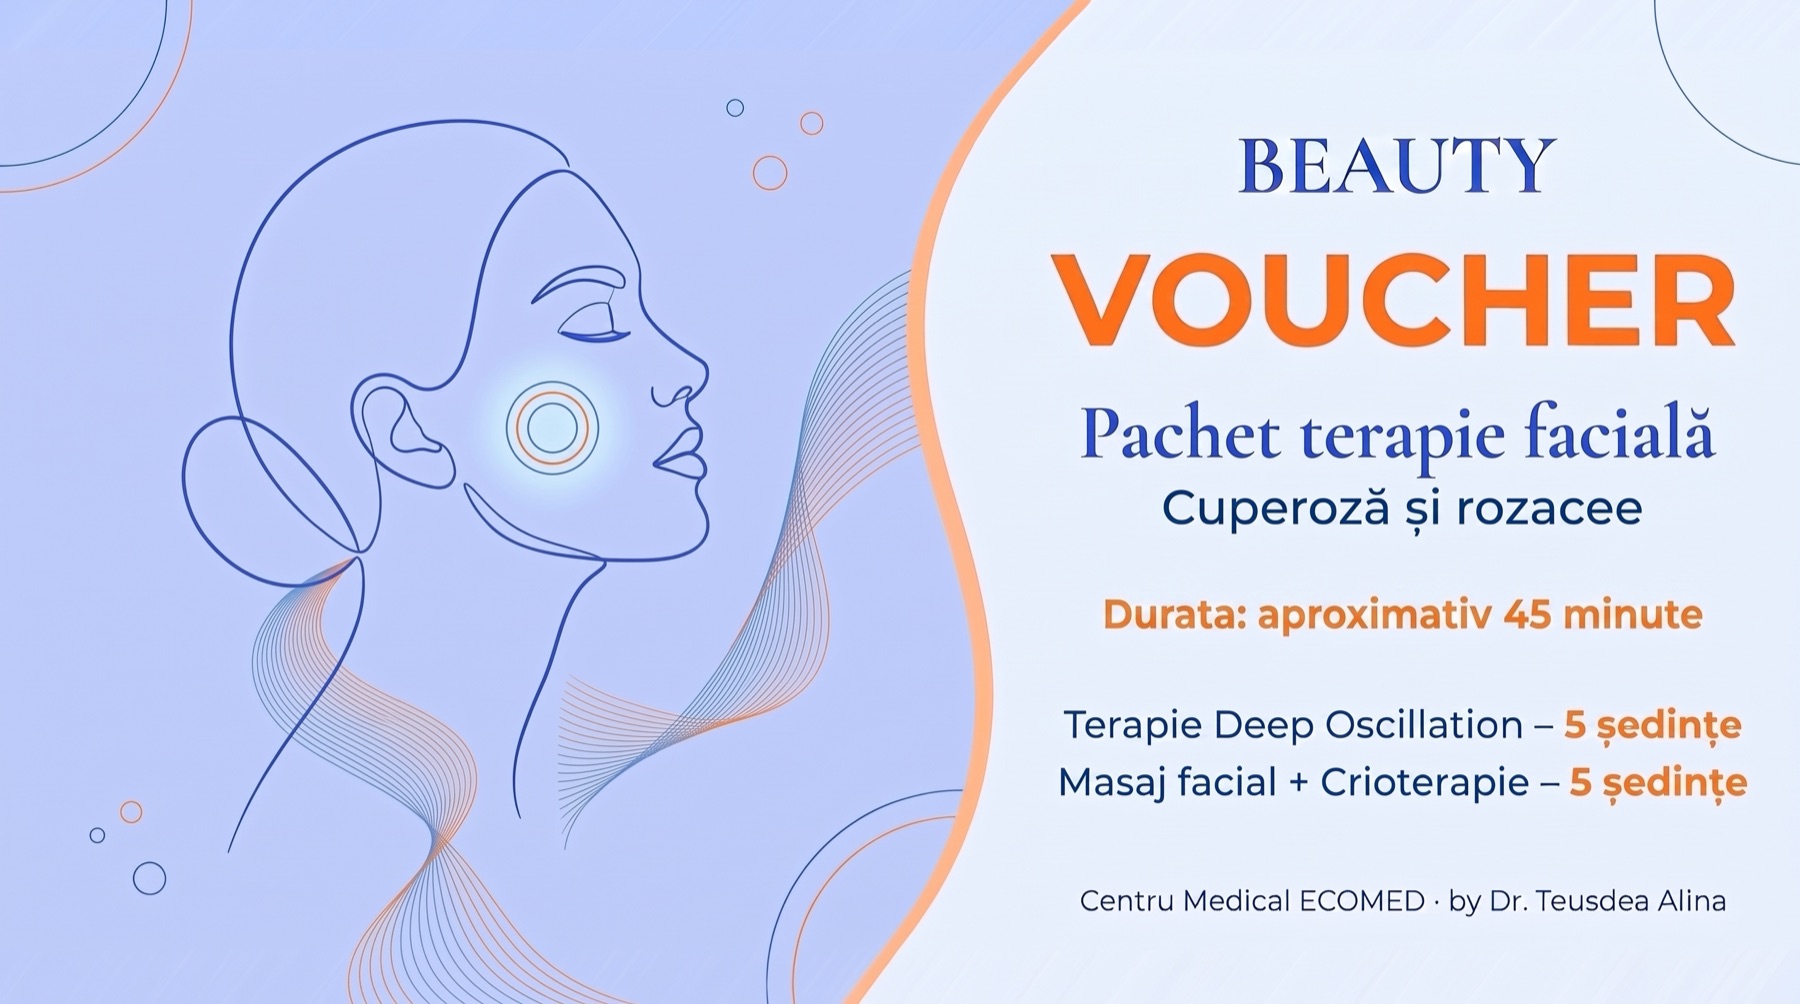 BEAUTY
VOUCHER
Pachet terapie facială
Cuperoză și rozacee
Durata: aproximativ 45 minute
Terapie Deep Oscillation – 5 ședințe
Masaj facial + Crioterapie – 5 ședințe
Centru Medical ECOMED · by Dr. Teusdea Alina